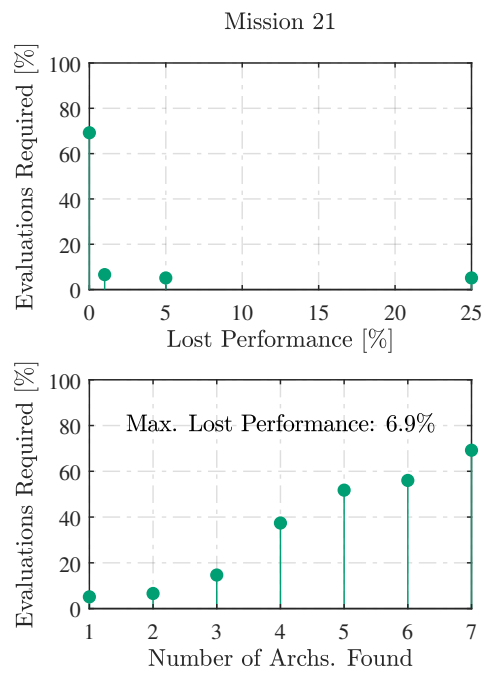 Mission 21
Evaluations Required [%]
100
80
60
40
20
0
0 5 10 15 20 25
Lost Performance [%]
Evaluations Required [%]
100
80
60
40
20
0
Max. Lost Performance: 6.9%
1 2 3 4 5 6 7
Number of Archs. Found